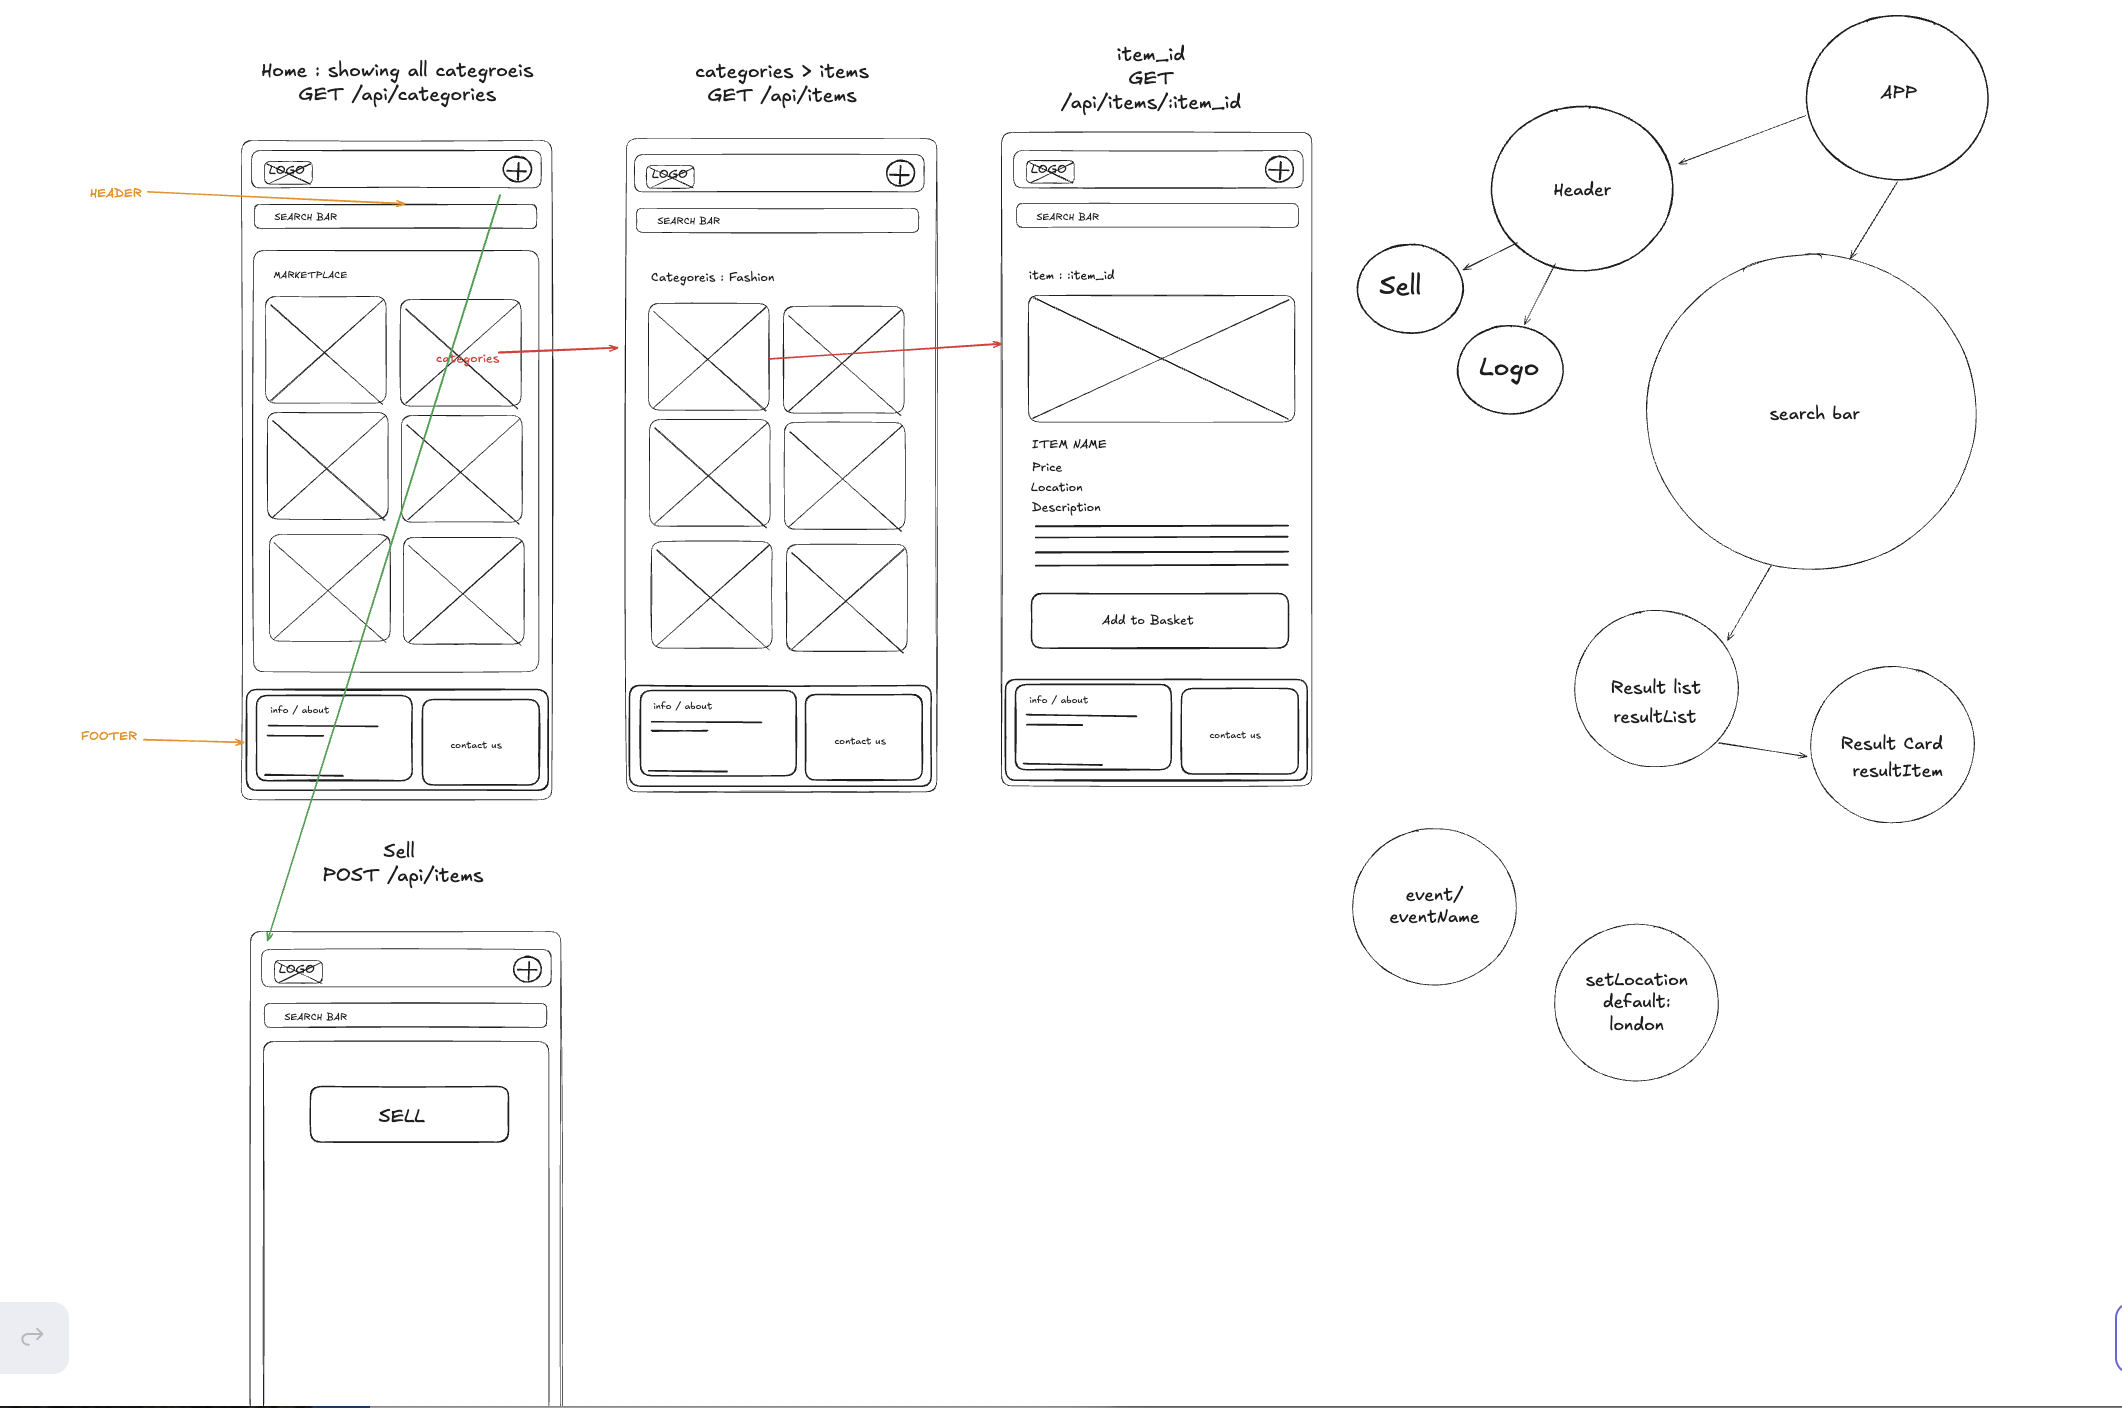 Home : showing all categroeis
GET /api/categories
categories > items
GET /api/items
item_id
GET
/api/items/:item_id
HEADER
LOGO
SEARCH BAR
MARKETPLACE
categories
info / about
contact us
FOOTER
LOGO
SEARCH BAR
Categoreis : Fashion
info / about
contact us
LOGO
SEARCH BAR
item : :item_id
ITEM NAME
Price
Location
Description
Add to Basket
info / about
contact us
Sell
POST /api/items
LOGO
SEARCH BAR
SELL
APP
Header
Sell
Logo
search bar
Result list
resultList
Result Card
resultItem
event/
eventName
setLocation
default:
london